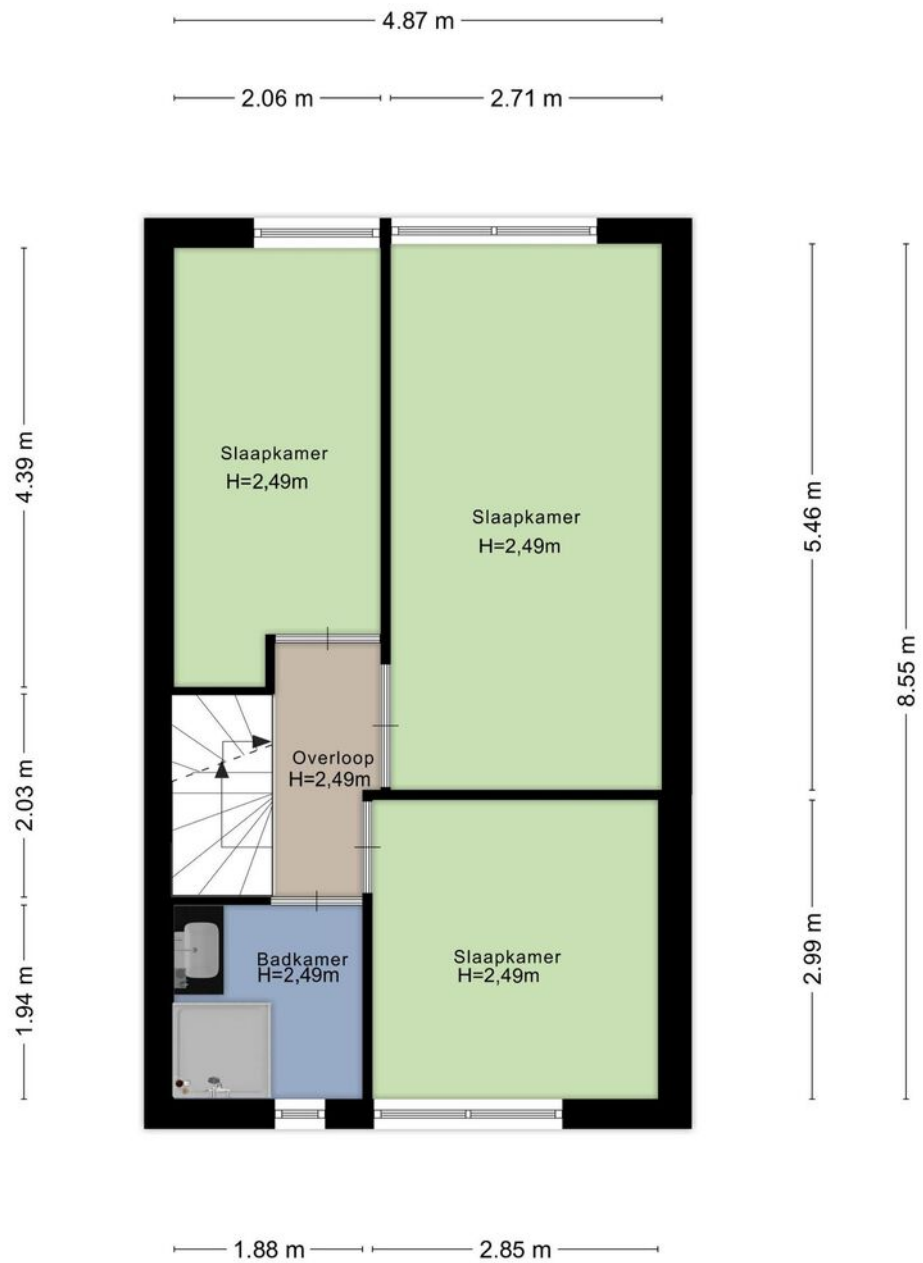 4.87 m
2.06 m
2.71 m
4.39 m
Slaapkamer
H=2,49m
Slaapkamer
H=2,49m
5.46 m
8.55 m
2.03 m
Overloop
H=2,49m
1.94 m
Badkamer
H=2,49m
Slaapkamer
H=2,49m
2.99 m
1.88 m
2.85 m